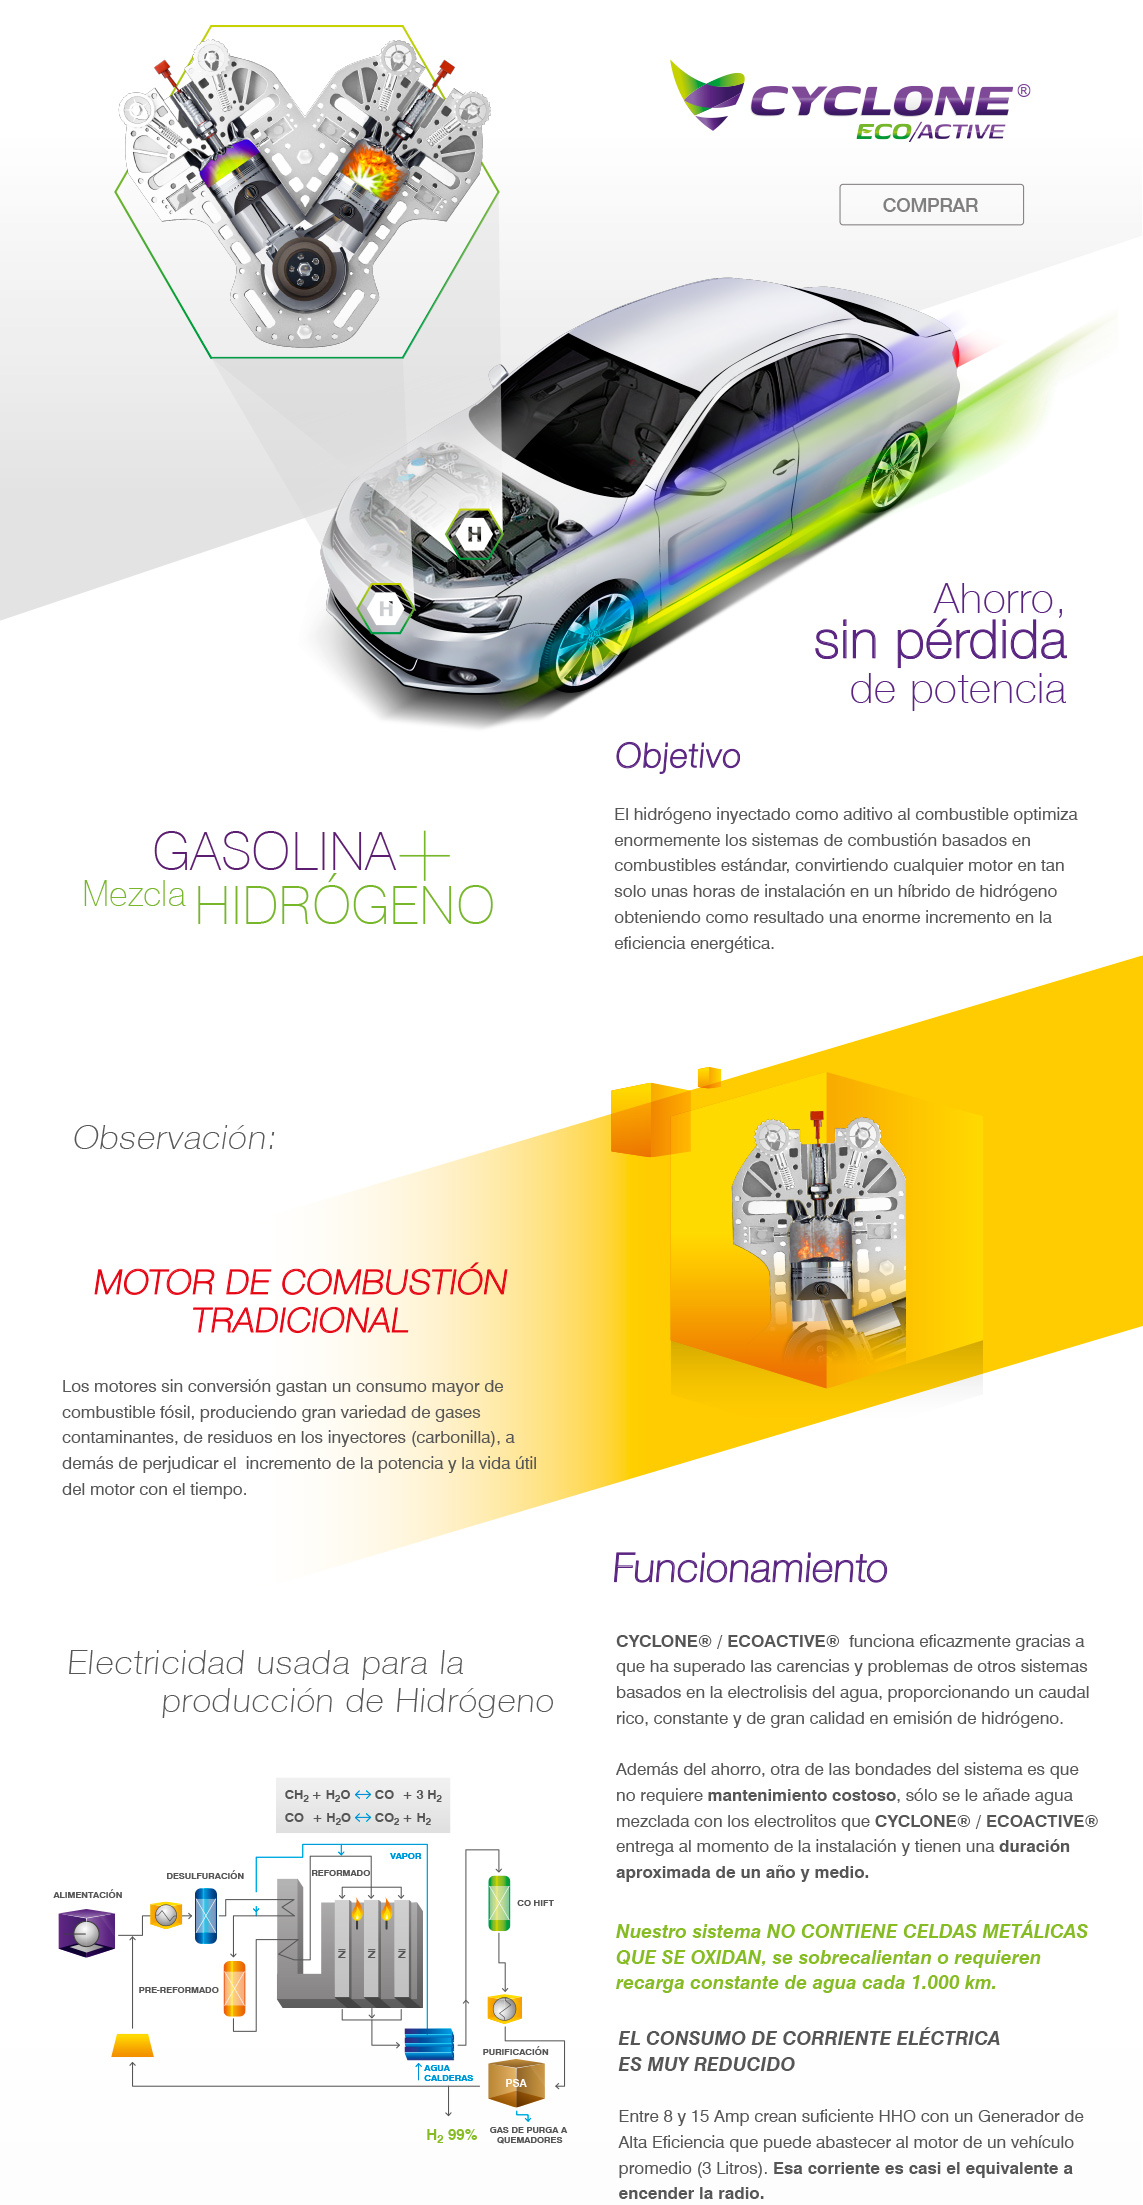 CYCLONE®
ECO/ACTIVE
COMPRAR
H
H
Ahorro,
sin pérdida
de potencia
Objetivo
El hidrógeno inyectado como aditivo al combustible optimiza
enormemente los sistemas de combustión basados en
combustibles estándar, convirtiendo cualquier motor en tan
solo unas horas de instalación en un híbrido de hidrógeno
obteniendo como resultado una enorme incremento en la
eficiencia energética.
GASOLINA+
Mezcla HIDRÓGENO
Observación:
MOTOR DE COMBUSTIÓN
TRADICIONAL
Los motores sin conversión gastan un consumo mayor de
combustible fósil, produciendo gran variedad de gases
contaminantes, de residuos en los inyectores (carbonilla), a
demás de perjudicar el  incremento de la potencia y la vida útil
del motor con el tiempo.
Funcionamiento
CYCLONE® / ECOACTIVE®  funciona eficazmente gracias a
que ha superado las carencias y problemas de otros sistemas
basados en la electrolisis del agua, proporcionando un caudal
rico, constante y de gran calidad en emisión de hidrógeno.
Además del ahorro, otra de las bondades del sistema es que
no requiere mantenimiento costoso, sólo se le añade agua
mezclada con los electrolitos que CYCLONE® / ECOACTIVE®
entrega al momento de la instalación y tienen una duración
aproximada de un año y medio.
Nuestro sistema NO CONTIENE CELDAS METÁLICAS
QUE SE OXIDAN, se sobrecalientan o requieren
recarga constante de agua cada 1.000 km.
EL CONSUMO DE CORRIENTE ELÉCTRICA
ES MUY REDUCIDO
Entre 8 y 15 Amp crean suficiente HHO con un Generador de
Alta Eficiencia que puede abastecer al motor de un vehículo
promedio (3 Litros). Esa corriente es casi el equivalente a
encender la radio.
Electricidad usada para la
producción de Hidrógeno
CH₂ + H₂O ↔ CO + 3 H₂
CO + H₂O ↔ CO₂ + H₂
VAPOR
REFORMADO
DESULFURACIÓN
ALIMENTACIÓN
CO HIFT
Ni
Ni
Ni
PRE-REFORMADO
PURIFICACIÓN
AGUA
CALDERAS
PSA
H₂ 99%
GAS DE PURGA A
QUEMADORES